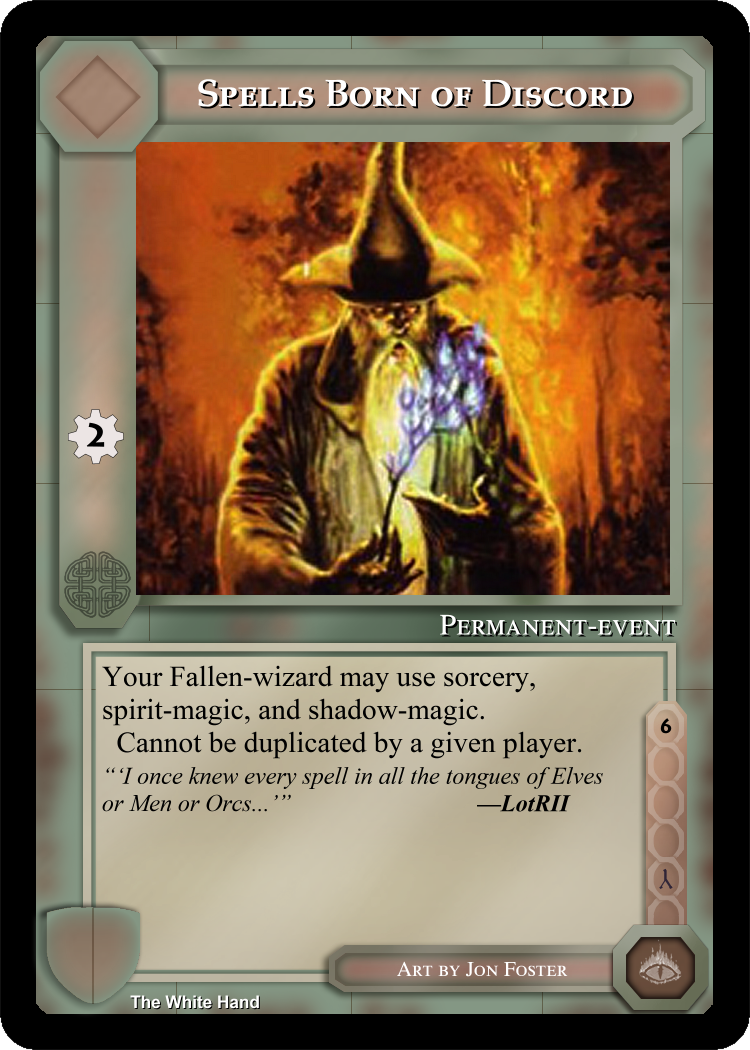 Spells Born of Discord
2
Permanent-event
Your Fallen-wizard may use sorcery,
spirit-magic, and shadow-magic.
Cannot be duplicated by a given player.
“‘I once knew every spell in all the tongues of Elves
or Men or Orcs...’” —LotRII
6
Art by Jon Foster
The White Hand